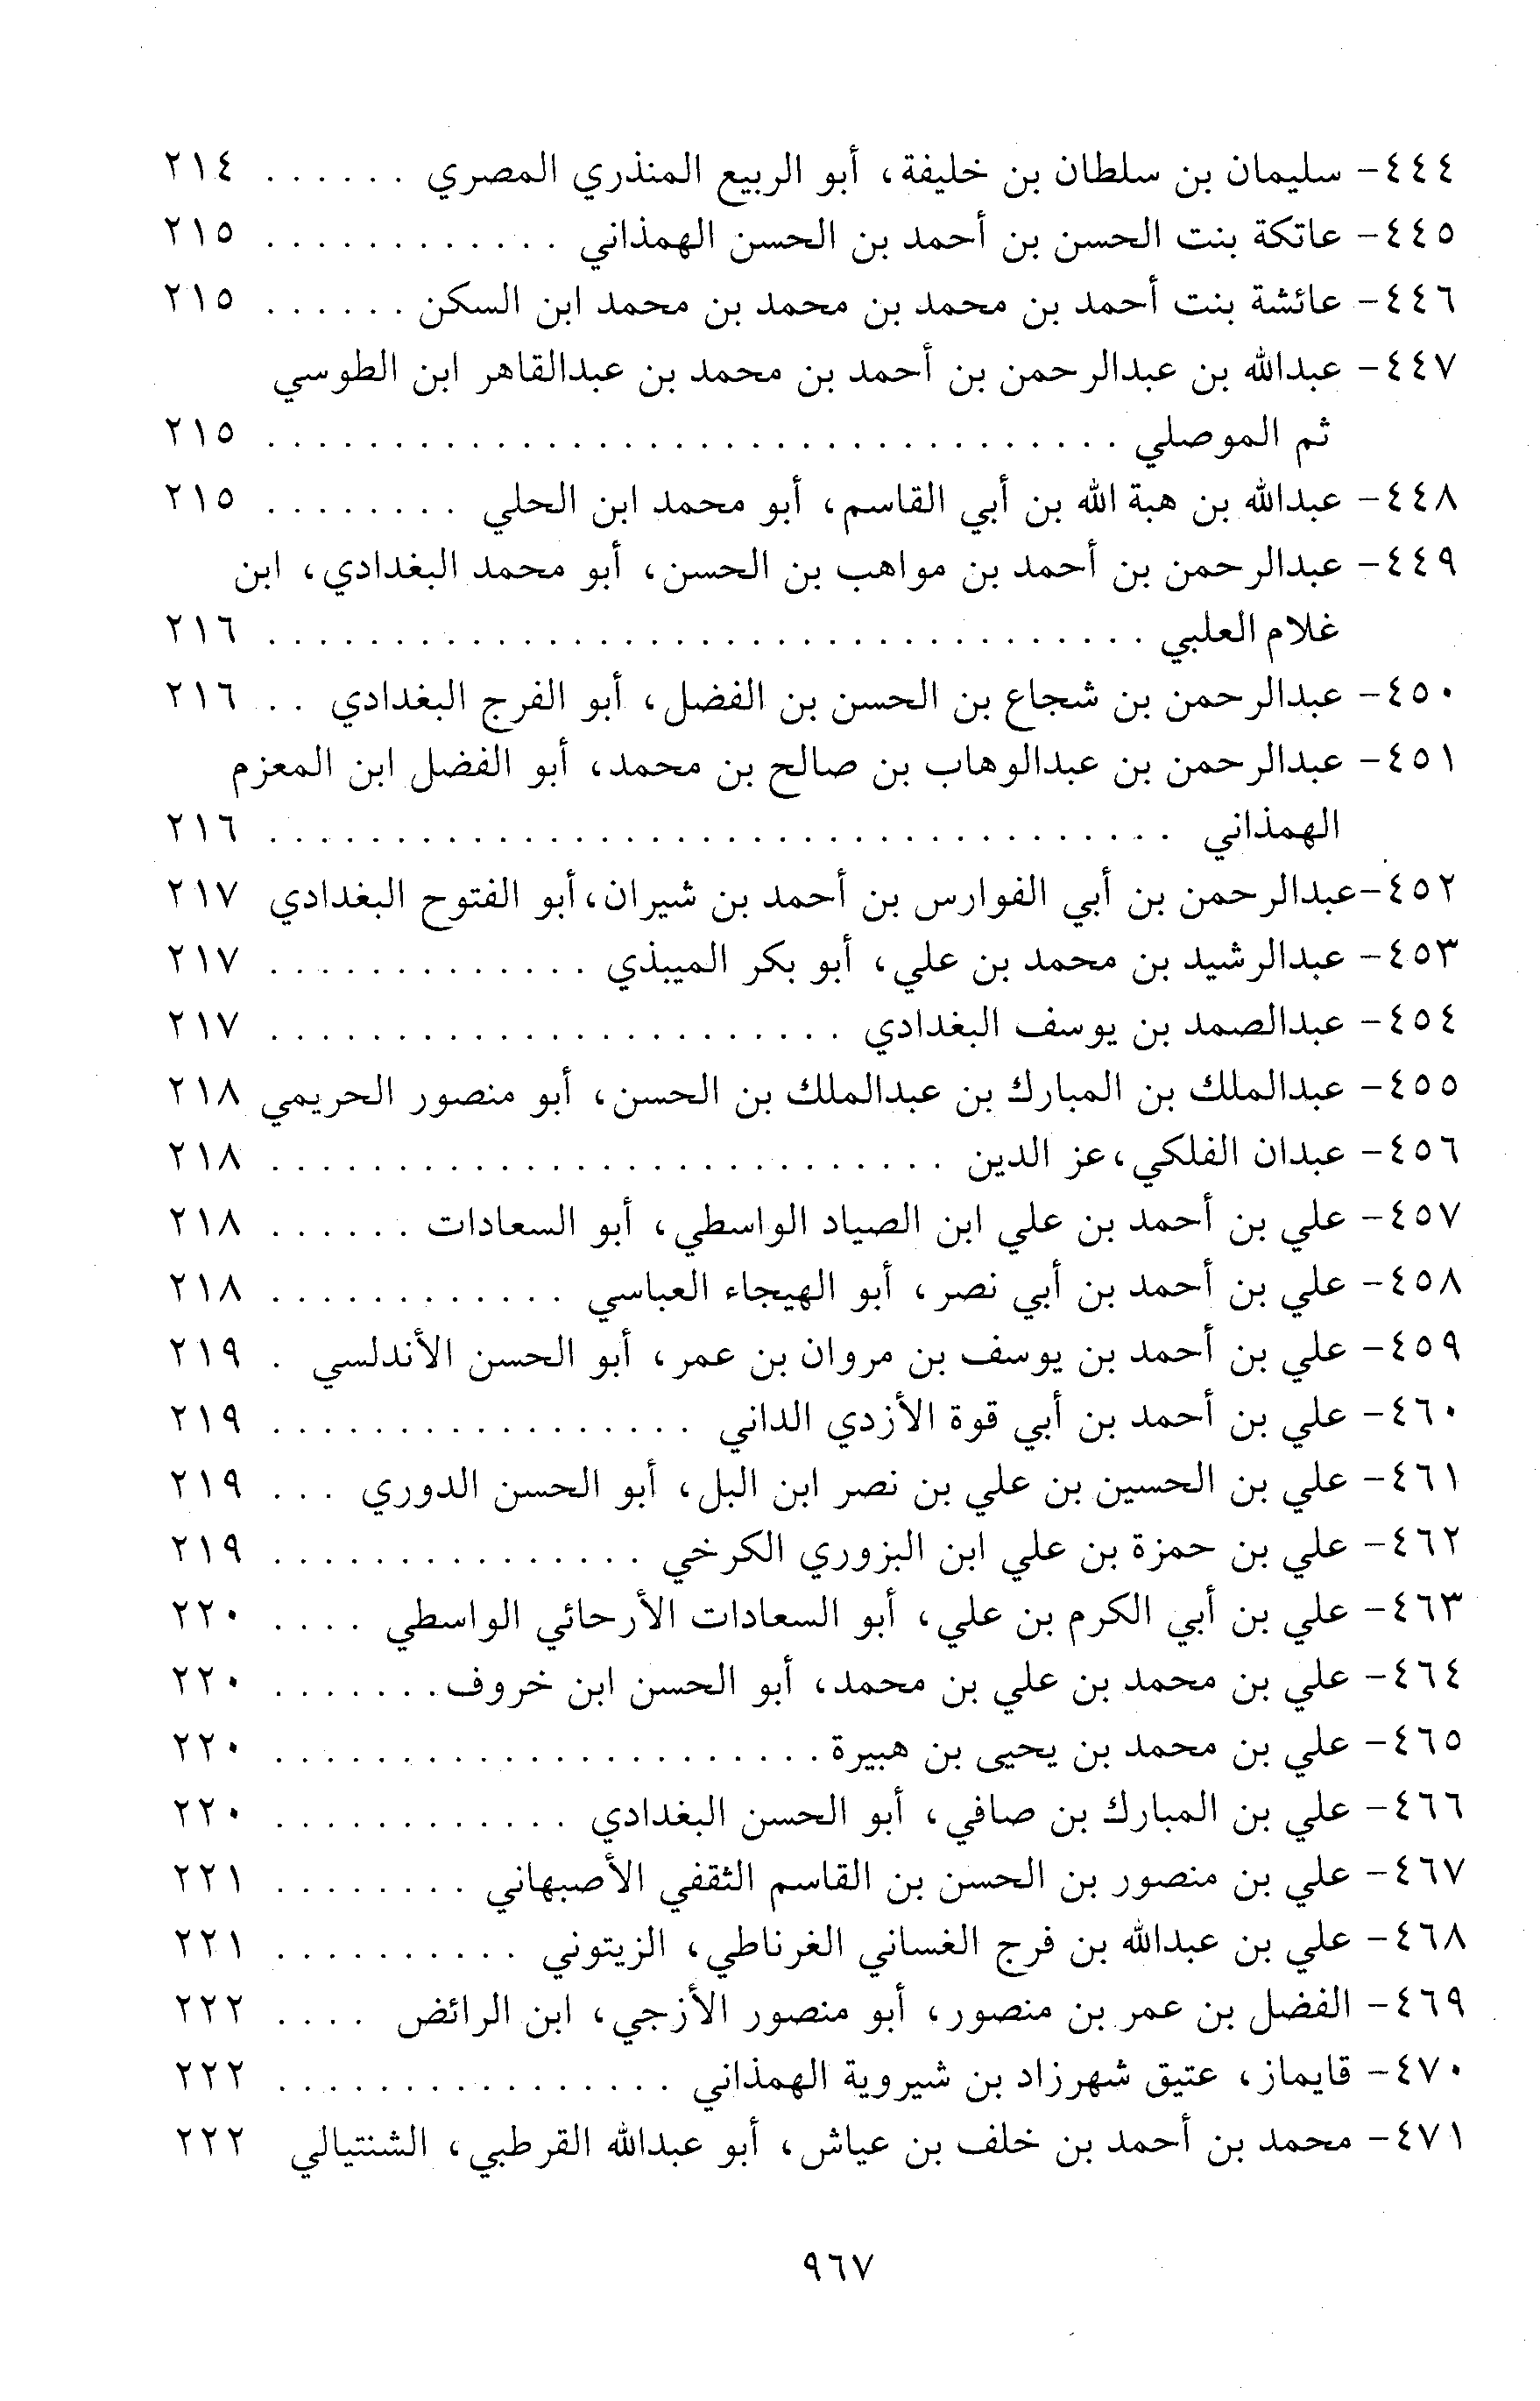 ٤٤٤- سليمان بن سلطان بن خليفة، أبو الربيع المنذري المصري . . . . . . ٢١٤
٤٤٥- عاتكة بنت الحسن بن أحمد بن الحسن الهمذاني . . . . . . . . . . . . ٢١٥
٤٤٦- عائشة بنت أحمد بن محمد بن محمد بن محمد ابن السكن . . . . . . ٢١٥
٤٤٧- عبدالله بن عبدالرحمن بن أحمد بن محمد بن عبدالقاهر ابن الطوسي
ثم الموصلي . . . . . . . . . . . . . . . . . . . . . . . . . . . . . . . . . . ٢١٥
٤٤٨- عبدالله بن هبة الله بن أبي القاسم، أبو محمد ابن الحلي . . . . . . . . ٢١٥
٤٤٩- عبدالرحمن بن أحمد بن مواهب بن الحسن، أبو محمد البغدادي، ابن
غلام العلبي . . . . . . . . . . . . . . . . . . . . . . . . . . . . . . . . . . . ٢١٦
٤٥٠- عبدالرحمن بن شجاع بن الحسن بن الفضل، أبو الفرج البغدادي . . ٢١٦
٤٥١- عبدالرحمن بن عبدالوهاب بن صالح بن محمد، أبو الفضل ابن المعزم
الهمذاني . . . . . . . . . . . . . . . . . . . . . . . . . . . . . . . . . . . . ٢١٦
٤٥٢-عبدالرحمن بن أبي الفوارس بن أحمد بن شيران،أبو الفتوح البغدادي ٢١٧
٤٥٣- عبدالرشيد بن محمد بن علي، أبو بكر الميبذي . . . . . . . . . . . . . ٢١٧
٤٥٤- عبدالصمد بن يوسف البغدادي . . . . . . . . . . . . . . . . . . . . . . . ٢١٧
٤٥٥- عبدالملك بن المبارك بن عبدالملك بن الحسن، أبو منصور الحريمي ٢١٨
٤٥٦- عبدان الفلكي،عز الدين . . . . . . . . . . . . . . . . . . . . . . . . . . . ٢١٨
٤٥٧- علي بن أحمد بن علي ابن الصياد الواسطي، أبو السعادات . . . . . . ٢١٨
٤٥٨- علي بن أحمد بن أبي نصر، أبو الهيجاء العباسي . . . . . . . . . . . . ٢١٨
٤٥٩- علي بن أحمد بن يوسف بن مروان بن عمر، أبو الحسن الأندلسي . ٢١٩
٤٦٠- علي بن أحمد بن أبي قوة الأزدي الداني . . . . . . . . . . . . . . . . . ٢١٩
٤٦١- علي بن الحسين بن علي بن نصر ابن البل، أبو الحسن الدوري . . . ٢١٩
٤٦٢- علي بن حمزة بن علي ابن البزوري الكرخي . . . . . . . . . . . . . . . ٢١٩
٤٦٣- علي بن أبي الكرم بن علي، أبو السعادات الأرحائي الواسطي . . . . ٢٢٠
٤٦٤- علي بن محمد بن علي بن محمد، أبو الحسن ابن خروف. . . . . . . ٢٢٠
٤٦٥- علي بن محمد بن يحيى بن هبيرة . . . . . . . . . . . . . . . . . . . . . . ٢٢٠
٤٦٦- علي بن المبارك بن صافي، أبو الحسن البغدادي . . . . . . . . . . . . ٢٢٠
٤٦٧- علي بن منصور بن الحسن بن القاسم الثقفي الأصبهاني . . . . . . . . ٢٢١
٤٦٨- علي بن عبدالله بن فرج الغساني الغرناطي، الزيتوني . . . . . . . . . . ٢٢١
٤٦٩- الفضل بن عمر بن منصور، أبو منصور الأزجي، ابن الرائض . . . . ٢٢٢
٤٧٠- قايماز، عتيق شهرزاد بن شيروية الهمذاني . . . . . . . . . . . . . . . . ٢٢٢
٤٧١- محمد بن أحمد بن خلف بن عياش، أبو عبدالله القرطبي، الشنتيالي ٢٢٢
٩٦٧